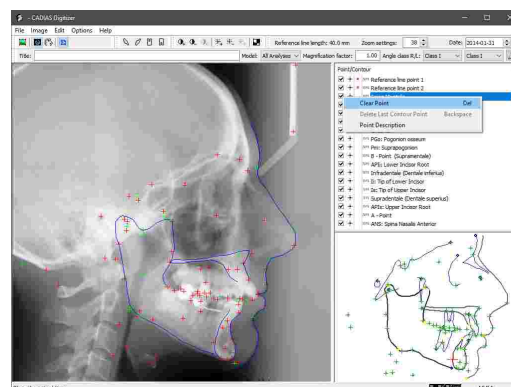 - CADIAS Digitizer
File Image Edit Options Help
Reference line length: 40.0 mm Zoom settings: 38 Date: 2014-01-31
Title: Model: All Analyses Magnification factor: 1.00 Angle class R/L: Class I Class I
Point/Contour
Reference line point 1
Reference line point 2
Clear Point Del
Delete Last Contour Point Backspace
Point Description
PGo: Pogonion osseum
Pm: Suprapogonion
B - Point (Supramentale)
APIi: Lower Incisor Root
Infradentale (Dentale inferius)
Ii: Tip of Lower Incisor
Is: Tip of Upper Incisor
Supradentale (Dentale superius)
APIs: Upper Incisor Root
A - Point
ANS: Spina Nasalis Anterior